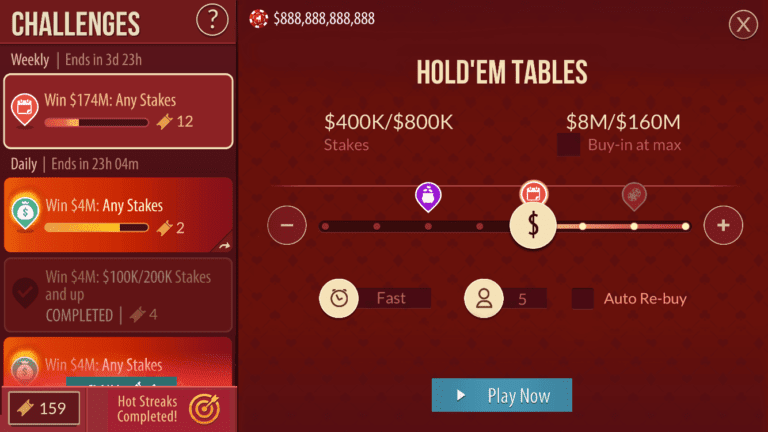 CHALLENGES
?
Weekly | Ends in 3d 23h
Win $174M: Any Stakes
12
Daily | Ends in 23h 04m
Win $4M: Any Stakes
2
Win $4M: $100K/200K Stakes
and up
COMPLETED | 4
Win $4M: Any Stakes
159
Hot Streaks
Completed!
$888,888,888,888
X
HOLD'EM TABLES
$400K/$800K
Stakes
$8M/$160M
Buy-in at max
$
Fast
5
Auto Re-buy
Play Now